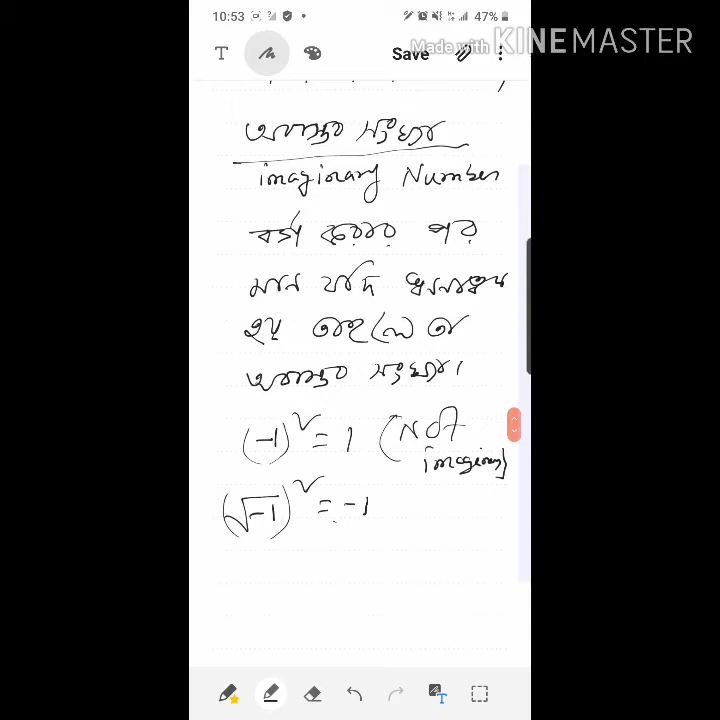 10:53 47%
T Save
Made with KINEMASTER
অবাস্তব সংখ্যা
imaginary Number
বর্গ করার পর
মান যদি ঋনাত্মক
হয় তাহলে তা
অবাস্তব সংখ্যা।
(-1)² = 1 (Not
imaginary)
(√-1)² = -1